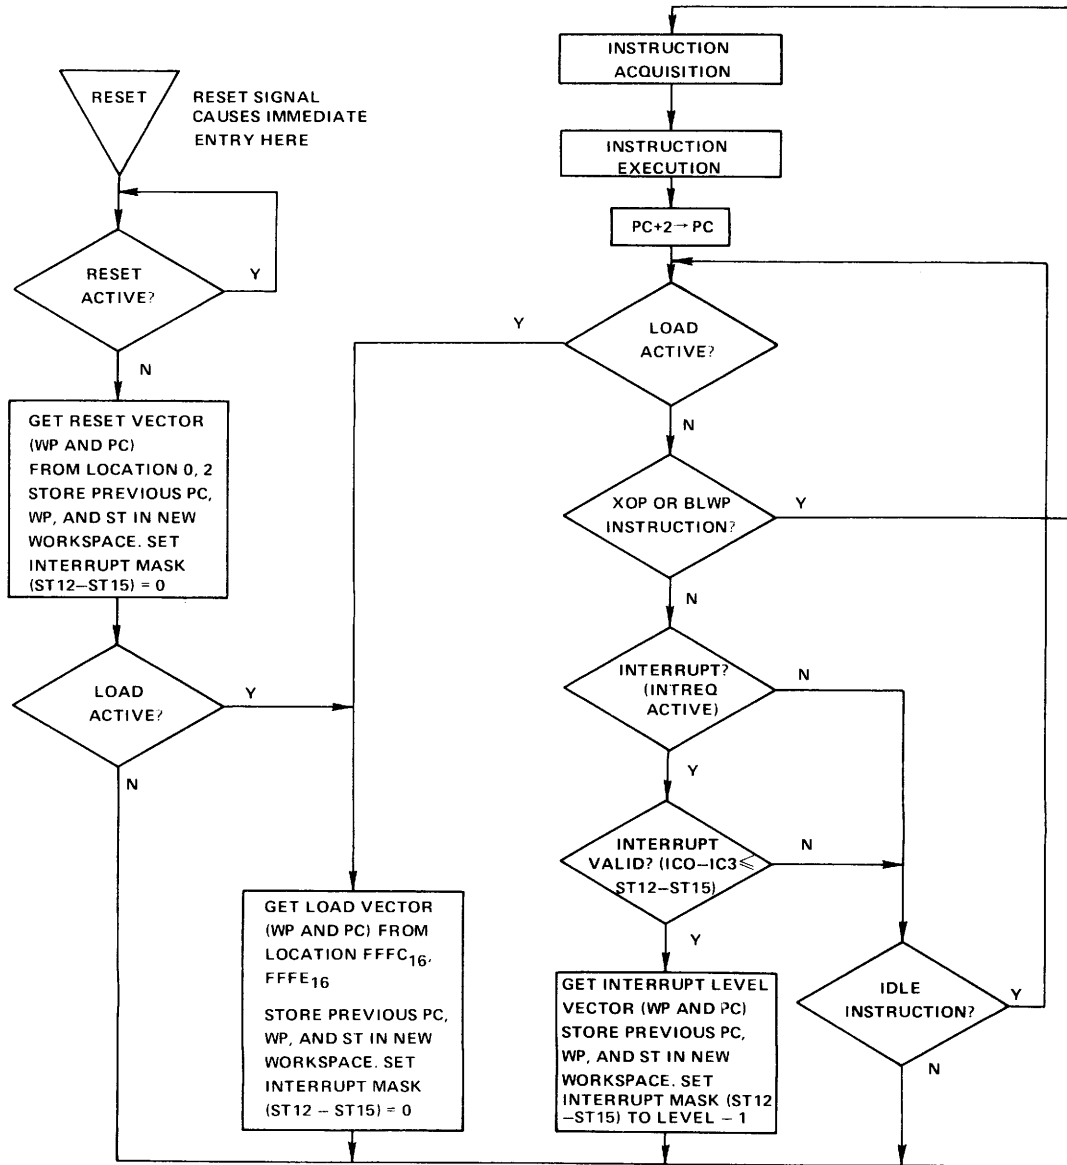 RESET
RESET SIGNAL
CAUSES IMMEDIATE
ENTRY HERE
RESET
ACTIVE?
Y
N
GET RESET VECTOR
(WP AND PC)
FROM LOCATION 0, 2
STORE PREVIOUS PC,
WP, AND ST IN NEW
WORKSPACE. SET
INTERRUPT MASK
(ST12–ST15) = 0
LOAD
ACTIVE?
Y
N
GET LOAD VECTOR
(WP AND PC) FROM
LOCATION FFFC16,
FFFE16
STORE PREVIOUS PC,
WP, AND ST IN NEW
WORKSPACE. SET
INTERRUPT MASK
(ST12 – ST15) = 0
INSTRUCTION
ACQUISITION
INSTRUCTION
EXECUTION
PC+2→PC
LOAD
ACTIVE?
Y
N
XOP OR BLWP
INSTRUCTION?
Y
N
INTERRUPT?
(INTREQ
ACTIVE)
N
Y
INTERRUPT
VALID? (IC0–IC3≤
ST12–ST15)
N
Y
GET INTERRUPT LEVEL
VECTOR (WP AND PC)
STORE PREVIOUS PC,
WP, AND ST IN NEW
WORKSPACE. SET
INTERRUPT MASK (ST12
–ST15) TO LEVEL – 1
IDLE
INSTRUCTION?
Y
N